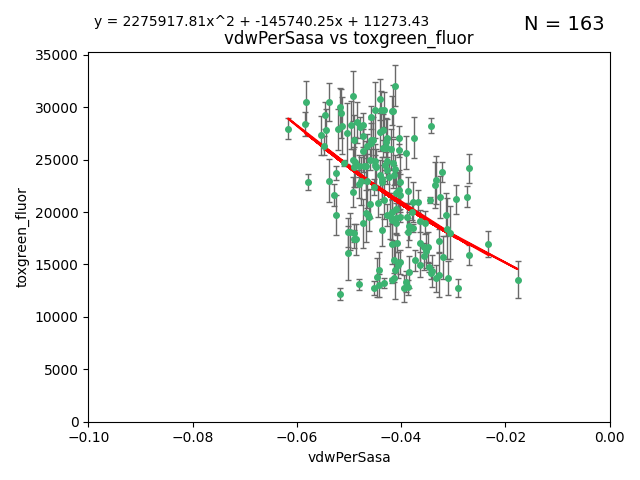 y = 2275917.81x^2 + -145740.25x + 11273.43
N = 163
vdwPerSasa vs toxgreen_fluor
35000
30000
25000
20000
15000
10000
5000
0
toxgreen_fluor
−0.10 −0.08 −0.06 −0.04 −0.02 0.00
vdwPerSasa